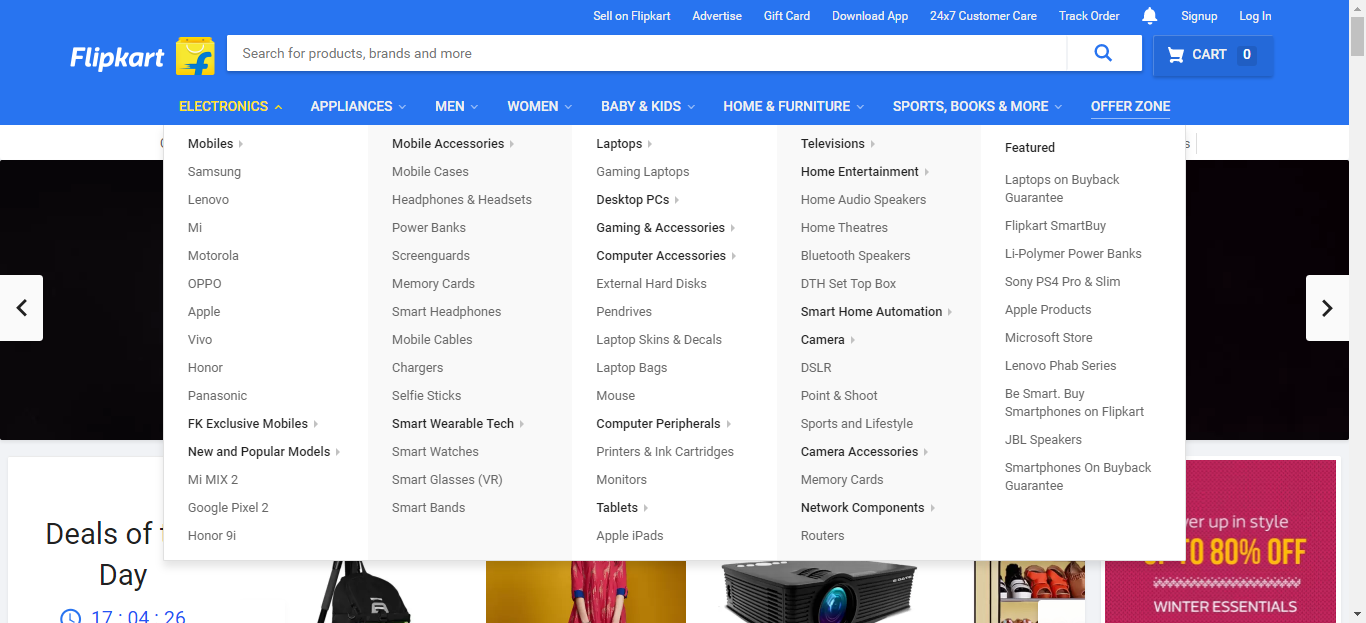 Sell on Flipkart Advertise Gift Card Download App 24x7 Customer Care Track Order Signup Log In
Flipkart
Search for products, brands and more
CART 0
ELECTRONICS APPLIANCES MEN WOMEN BABY & KIDS HOME & FURNITURE SPORTS, BOOKS & MORE OFFER ZONE
Mobiles
Samsung
Lenovo
Mi
Motorola
OPPO
Apple
Vivo
Honor
Panasonic
FK Exclusive Mobiles
New and Popular Models
Mi MIX 2
Google Pixel 2
Honor 9i
Mobile Accessories
Mobile Cases
Headphones & Headsets
Power Banks
Screenguards
Memory Cards
Smart Headphones
Mobile Cables
Chargers
Selfie Sticks
Smart Wearable Tech
Smart Watches
Smart Glasses (VR)
Smart Bands
Laptops
Gaming Laptops
Desktop PCs
Gaming & Accessories
Computer Accessories
External Hard Disks
Pendrives
Laptop Skins & Decals
Laptop Bags
Mouse
Computer Peripherals
Printers & Ink Cartridges
Monitors
Tablets
Apple iPads
Televisions
Home Entertainment
Home Audio Speakers
Home Theatres
Bluetooth Speakers
DTH Set Top Box
Smart Home Automation
Camera
DSLR
Point & Shoot
Sports and Lifestyle
Camera Accessories
Memory Cards
Network Components
Routers
Featured
Laptops on Buyback
Guarantee
Flipkart SmartBuy
Li-Polymer Power Banks
Sony PS4 Pro & Slim
Apple Products
Microsoft Store
Lenovo Phab Series
Be Smart. Buy
Smartphones on Flipkart
JBL Speakers
Smartphones On Buyback
Guarantee
Deals of
Day
17 : 04 : 26
up in style
80% OFF
WINTER ESSENTIALS